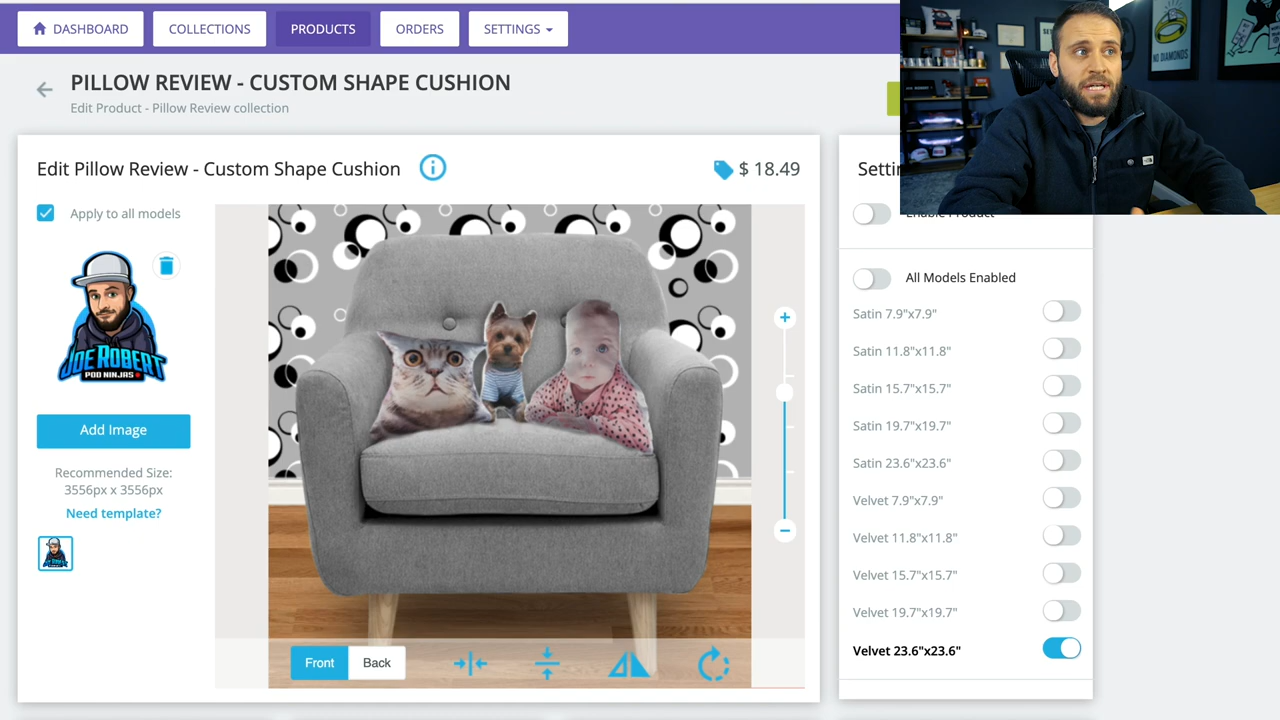 DASHBOARD
COLLECTIONS
PRODUCTS
ORDERS
SETTINGS
NO DIAMONDS
PILLOW REVIEW - CUSTOM SHAPE CUSHION
Edit Product - Pillow Review collection
Edit Pillow Review - Custom Shape Cushion
$ 18.49
Apply to all models
JOE ROBERT
POD NINJAS
Add Image
Recommended Size:
3556px x 3556px
Need template?
Front
Back
Enable Product
All Models Enabled
Satin 7.9"x7.9"
Satin 11.8"x11.8"
Satin 15.7"x15.7"
Satin 19.7"x19.7"
Satin 23.6"x23.6"
Velvet 7.9"x7.9"
Velvet 11.8"x11.8"
Velvet 15.7"x15.7"
Velvet 19.7"x19.7"
Velvet 23.6"x23.6"